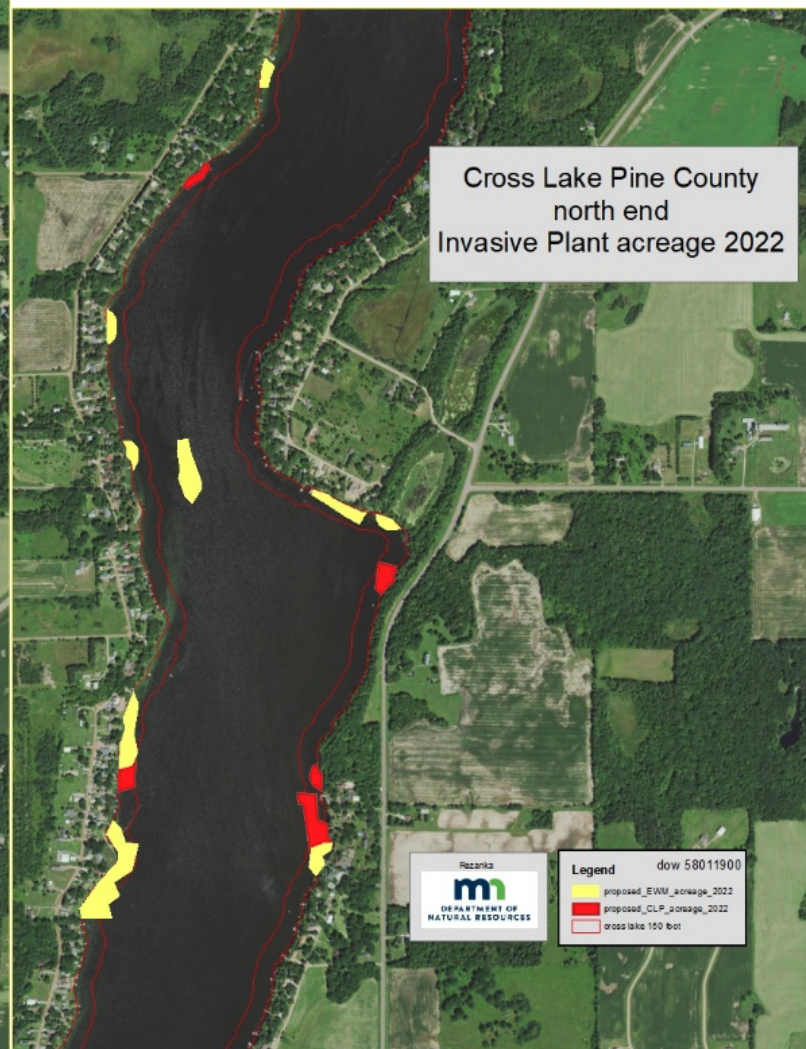 Cross Lake Pine County
north end
Invasive Plant acreage 2022
Rezanka
mn
DEPARTMENT OF
NATURAL RESOURCES
Legend
dow 58011900
proposed_EWM_acreage_2022
proposed_CLP_acreage_2022
cross lake 150 foot